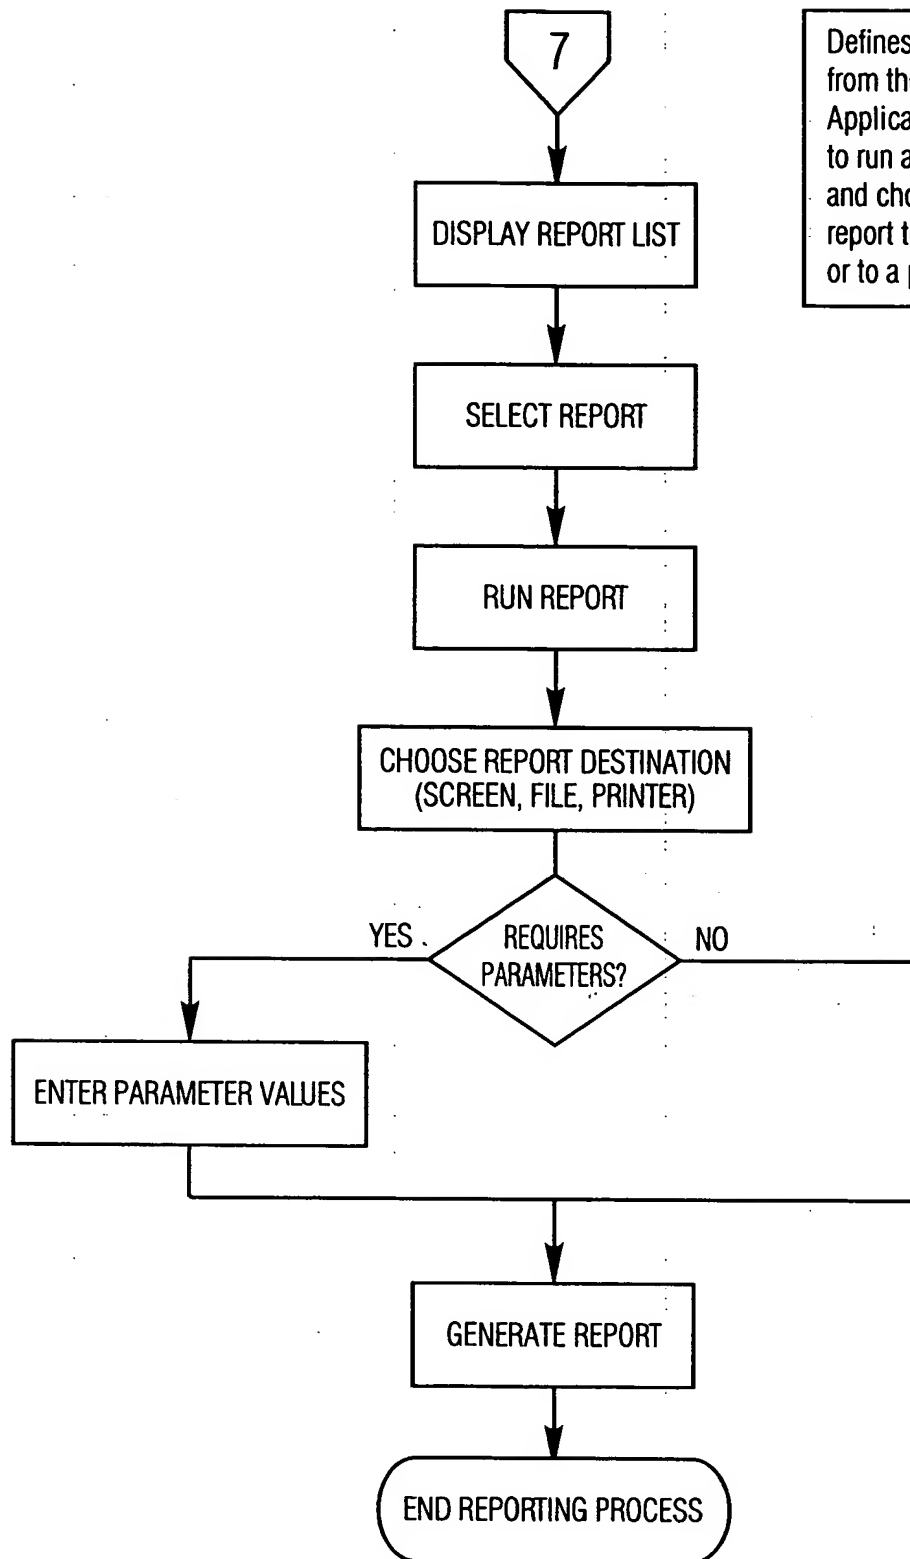 7
Defines
from th
Applica
to run a
and cho
report t
or to a p
DISPLAY REPORT LIST
SELECT REPORT
RUN REPORT
CHOOSE REPORT DESTINATION
(SCREEN, FILE, PRINTER)
YES
REQUIRES
PARAMETERS?
NO
ENTER PARAMETER VALUES
GENERATE REPORT
END REPORTING PROCESS